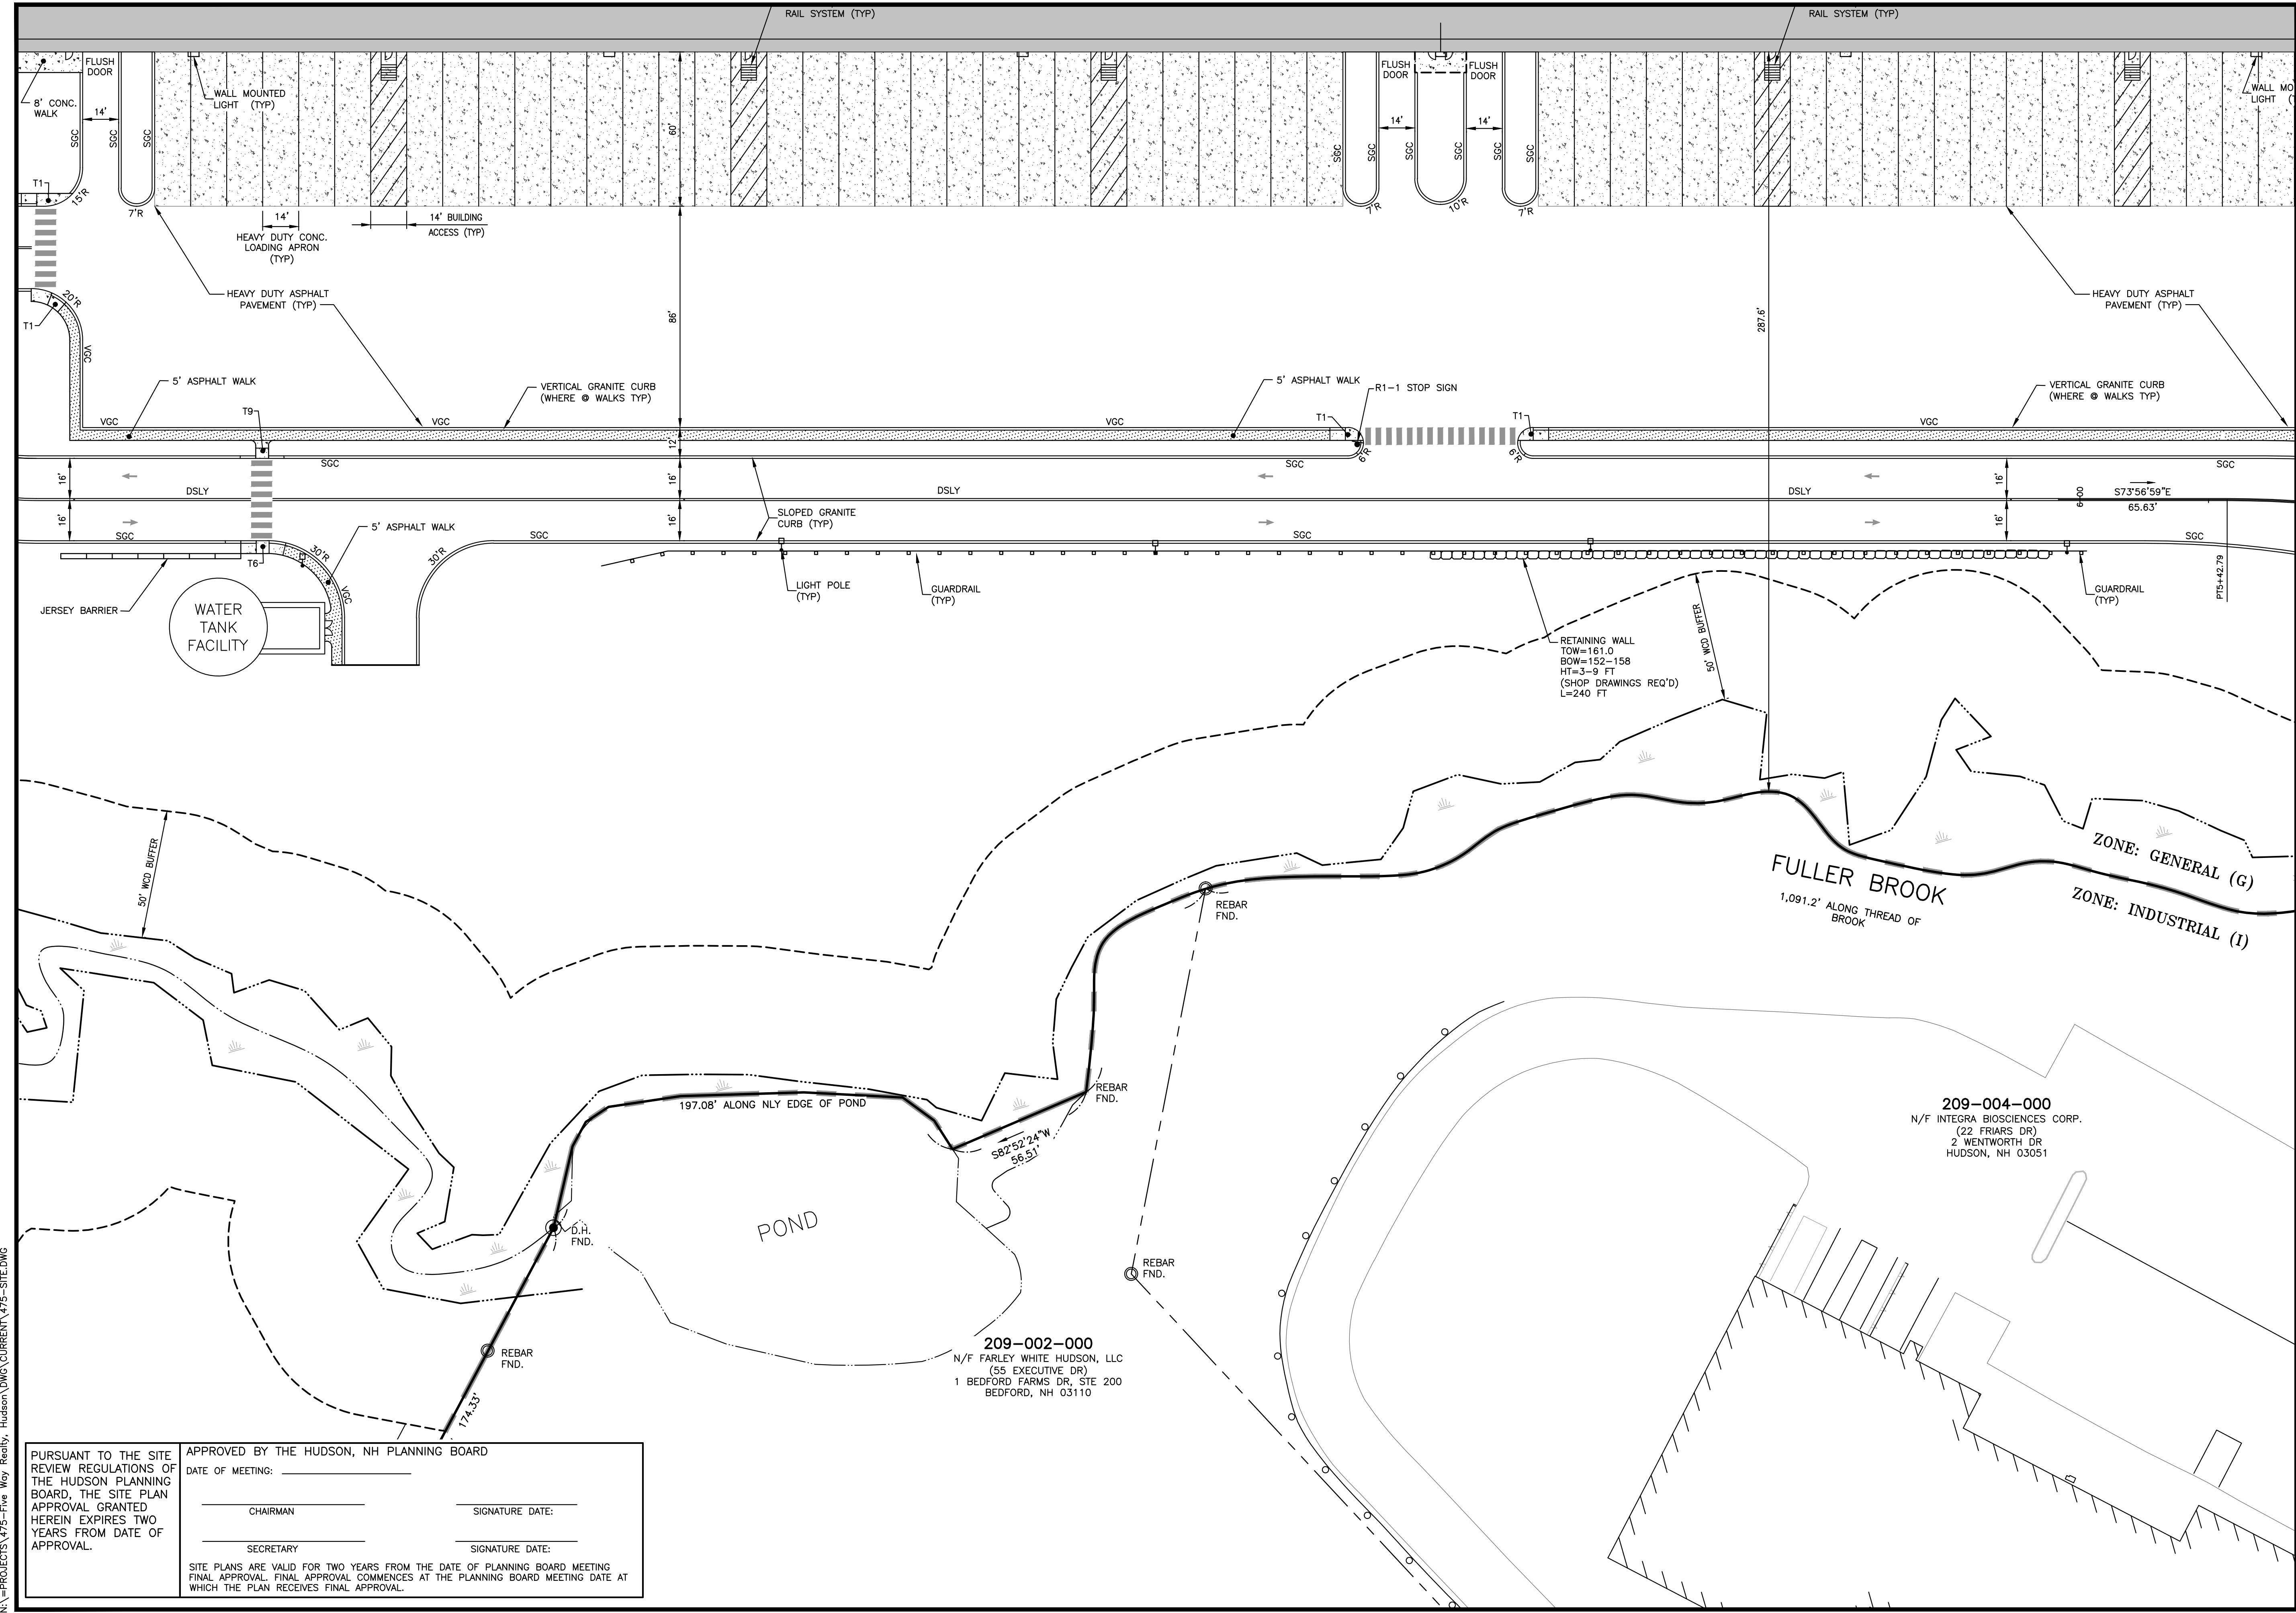 RAIL SYSTEM (TYP)
RAIL SYSTEM (TYP)
FLUSH
DOOR
8' CONC.
WALK
14'
SGC
SGC
SGC
WALL MOUNTED
LIGHT (TYP)
60'
FLUSH
DOOR
FLUSH
DOOR
14'
14'
SGC
SGC
SGC
SGC
SGC
SGC
WALL MO
LIGHT (
T1
15'R
7'R
14'
HEAVY DUTY CONC.
LOADING APRON
(TYP)
14' BUILDING
ACCESS (TYP)
7'R
10'R
7'R
20'R
T1
VGC
HEAVY DUTY ASPHALT
PAVEMENT (TYP)
86'
287.6'
HEAVY DUTY ASPHALT
PAVEMENT (TYP)
5' ASPHALT WALK
T9
VERTICAL GRANITE CURB
(WHERE @ WALKS TYP)
5' ASPHALT WALK
R1-1 STOP SIGN
T1
T1
VERTICAL GRANITE CURB
(WHERE @ WALKS TYP)
VGC
VGC
VGC
VGC
12'
6'R
6'R
SGC
SGC
SGC
16'
16'
16'
DSLY
DSLY
DSLY
6+00
S73°56'59"E
65.63'
16'
16'
16'
SGC
SGC
SGC
SGC
5' ASPHALT WALK
SLOPED GRANITE
CURB (TYP)
30'R
30'R
T6
VGC
JERSEY BARRIER
WATER
TANK
FACILITY
LIGHT POLE
(TYP)
GUARDRAIL
(TYP)
GUARDRAIL
(TYP)
PT5+42.79
RETAINING WALL
TOW=161.0
BOW=152-158
HT=3-9 FT
(SHOP DRAWINGS REQ'D)
L=240 FT
50' WCD BUFFER
50' WCD BUFFER
ZONE: GENERAL (G)
ZONE: INDUSTRIAL (I)
FULLER BROOK
1,091.2' ALONG THREAD OF
BROOK
REBAR
FND.
REBAR
FND.
197.08' ALONG NLY EDGE OF POND
S82°52'24"W
56.51'
209-004-000
N/F INTEGRA BIOSCIENCES CORP.
(22 FRIARS DR)
2 WENTWORTH DR
HUDSON, NH 03051
POND
D.H.
FND.
REBAR
FND.
REBAR
FND.
174.33'
209-002-000
N/F FARLEY WHITE HUDSON, LLC
(55 EXECUTIVE DR)
1 BEDFORD FARMS DR, STE 200
BEDFORD, NH 03110
PURSUANT TO THE SITE
REVIEW REGULATIONS OF
THE HUDSON PLANNING
BOARD, THE SITE PLAN
APPROVAL GRANTED
HEREIN EXPIRES TWO
YEARS FROM DATE OF
APPROVAL.
APPROVED BY THE HUDSON, NH PLANNING BOARD
DATE OF MEETING:
CHAIRMAN
SIGNATURE DATE:
SECRETARY
SIGNATURE DATE:
SITE PLANS ARE VALID FOR TWO YEARS FROM THE DATE OF PLANNING BOARD MEETING
FINAL APPROVAL. FINAL APPROVAL COMMENCES AT THE PLANNING BOARD MEETING DATE AT
WHICH THE PLAN RECEIVES FINAL APPROVAL.
N:\=PROJECTS\475-Five Way Realty, Hudson\DWG\CURRENT\475-SITE.DWG